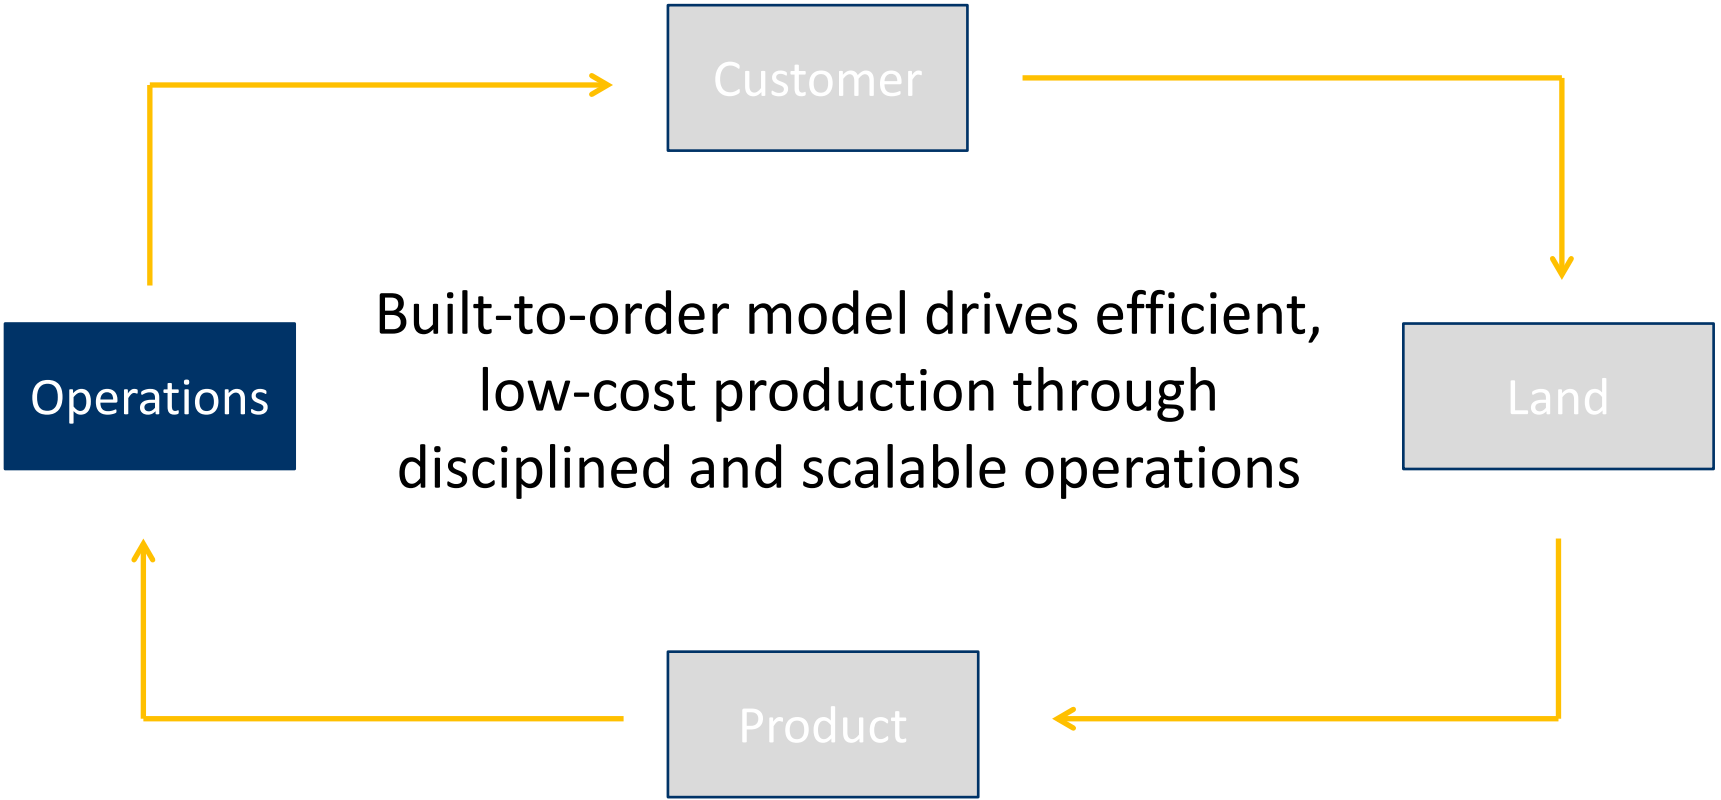 Customer
Built-to-order model drives efficient,
low-cost production through
disciplined and scalable operations
Operations
Land
Product